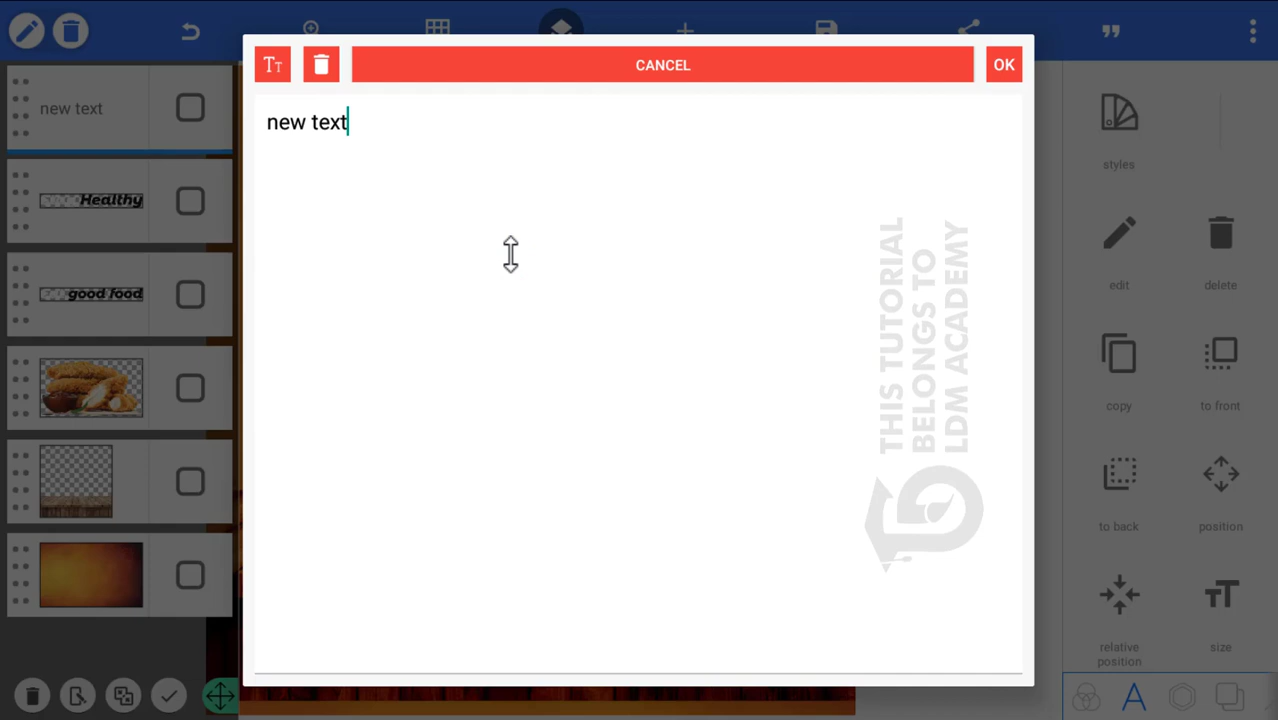 CANCEL
OK
new text
new text
styles
Healthy
edit
delete
good food
copy
to front
to back
position
relative
position
size
THIS TUTORIAL
BELONGS TO
LDM ACADEMY